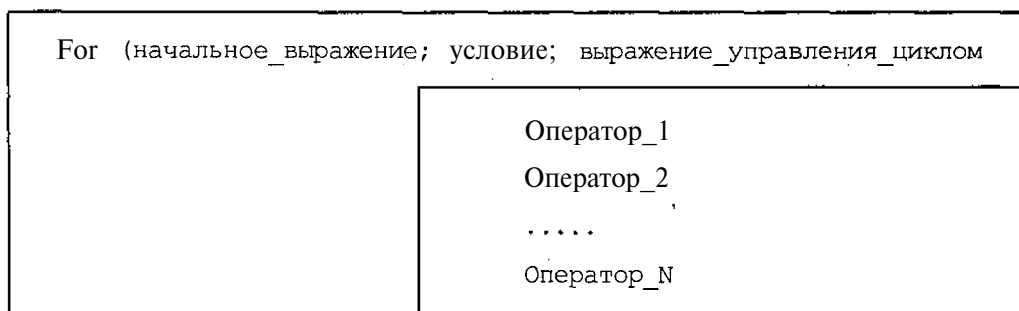 For (начальное_выражение; условие; выражение_управления_циклом
Оператор_1
Оператор_2
.....
Оператор_N